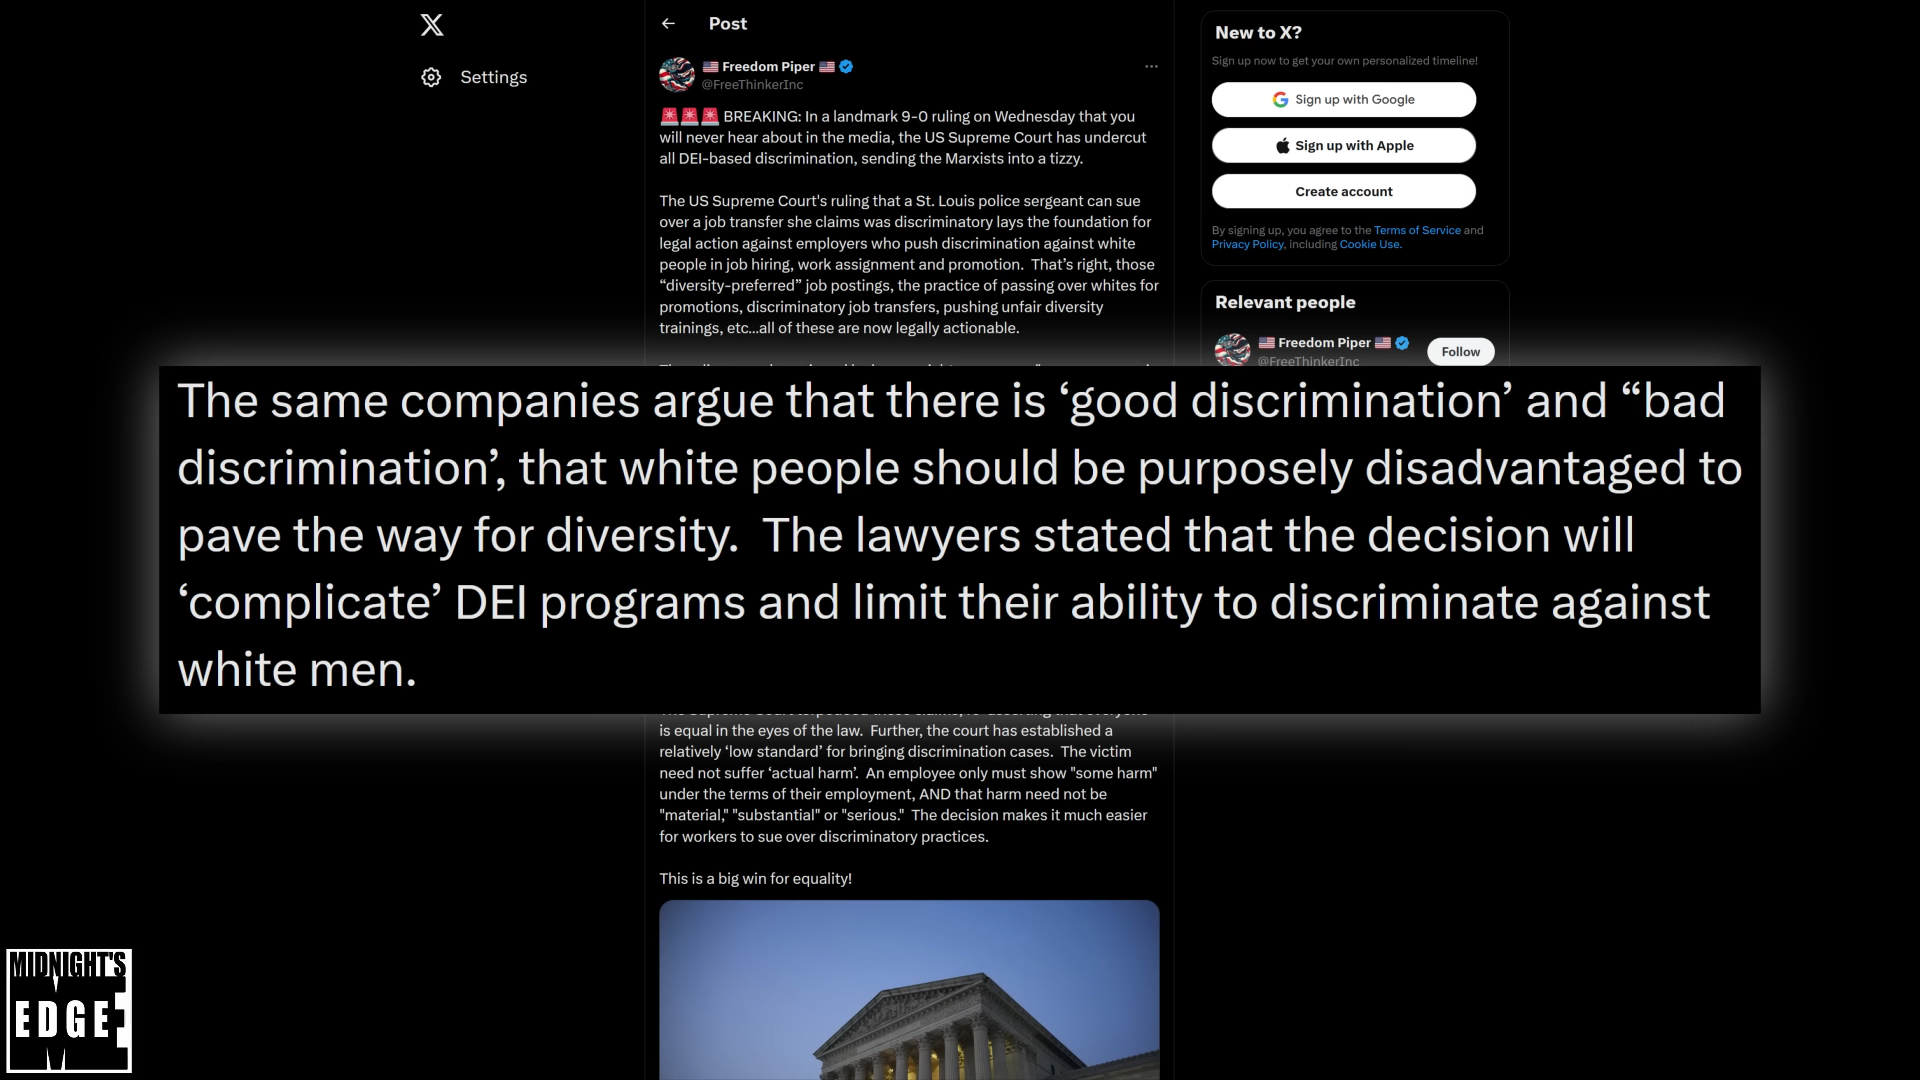 Post
Settings
Freedom Piper
@FreeThinkerInc
BREAKING: In a landmark 9-0 ruling on Wednesday that you
will never hear about in the media, the US Supreme Court has undercut
all DEI-based discrimination, sending the Marxists into a tizzy.
The US Supreme Court's ruling that a St. Louis police sergeant can sue
over a job transfer she claims was discriminatory lays the foundation for
legal action against employers who push discrimination against white
people in job hiring, work assignment and promotion.  That’s right, those
“diversity-preferred” job postings, the practice of passing over whites for
promotions, discriminatory job transfers, pushing unfair diversity
trainings, etc...all of these are now legally actionable.
The same companies argue that there is ‘good discrimination’ and “bad
discrimination’, that white people should be purposely disadvantaged to
pave the way for diversity.  The lawyers stated that the decision will
‘complicate’ DEI programs and limit their ability to discriminate against
white men.
is equal in the eyes of the law.  Further, the court has established a
relatively ‘low standard’ for bringing discrimination cases.  The victim
need not suffer ‘actual harm’.  An employee only must show "some harm"
under the terms of their employment, AND that harm need not be
"material," "substantial" or "serious."  The decision makes it much easier
for workers to sue over discriminatory practices.
This is a big win for equality!
New to X?
Sign up now to get your own personalized timeline!
Sign up with Google
Sign up with Apple
Create account
By signing up, you agree to the Terms of Service and
Privacy Policy, including Cookie Use.
Relevant people
Freedom Piper
@FreeThinkerInc
Follow
MIDNIGHT'S
EDGE